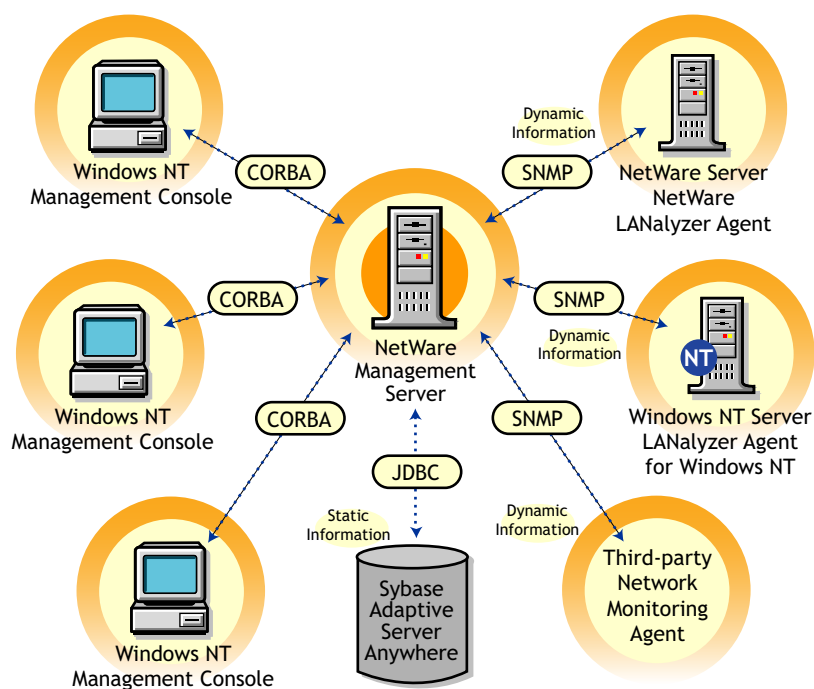 Dynamic
Information
Windows NT
Management Console
CORBA
SNMP
NetWare Server
NetWare
LANalyzer Agent
CORBA
SNMP
Dynamic
Information
NT
NetWare
Management
Server
Windows NT
Management Console
CORBA
SNMP
Windows NT Server
LANalyzer Agent
for Windows NT
JDBC
Static
Information
Dynamic
Information
Windows NT
Management Console
Sybase
Adaptive
Server
Anywhere
Third-party
Network
Monitoring
Agent